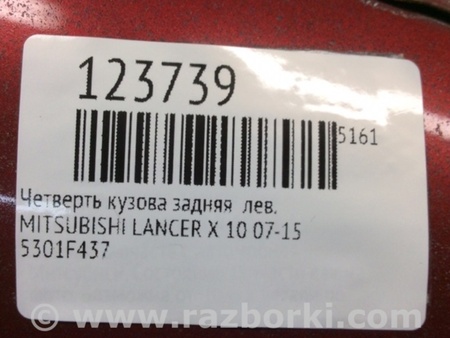 123739
5161
Четверть кузова задняя лев.
MITSUBISHI LANCER X 10 07-15
5301F437
www.razborki.com